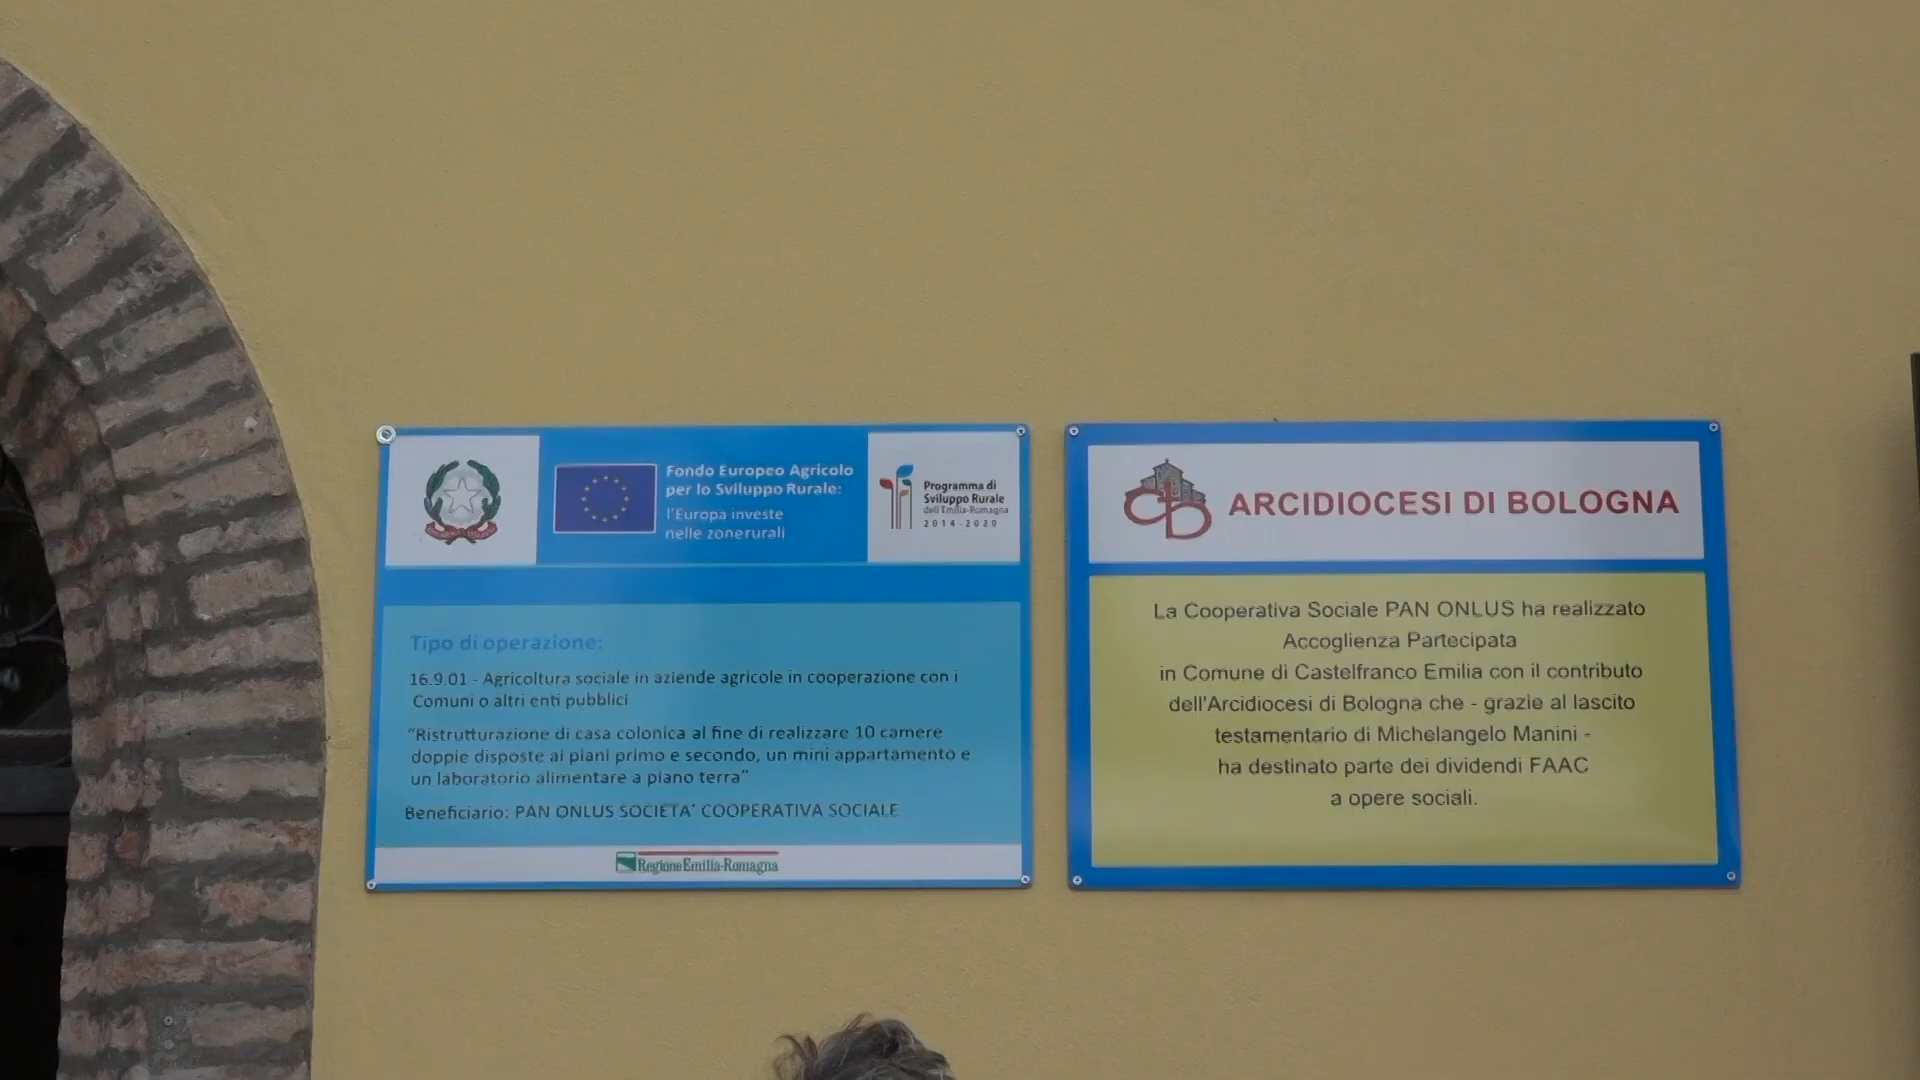 Fondo Europeo Agricolo
per lo Sviluppo Rurale:
l'Europa investe
nelle zone rurali
Programma di
Sviluppo Rurale
dell'Emilia-Romagna
2014-2020
Tipo di operazione:
16.9.01 - Agricoltura sociale in aziende agricole in cooperazione con i
Comuni o altri enti pubblici
“Ristrutturazione di casa colonica al fine di realizzare 10 camere
doppie disposte ai piani primo e secondo, un mini appartamento e
un laboratorio alimentare a piano terra”
Beneficiario: PAN ONLUS SOCIETA’ COOPERATIVA SOCIALE
Regione Emilia-Romagna
ARCIDIOCESI DI BOLOGNA
La Cooperativa Sociale PAN ONLUS ha realizzato
Accoglienza Partecipata
in Comune di Castelfranco Emilia con il contributo
dell'Arcidiocesi di Bologna che - grazie al lascito
testamentario di Michelangelo Manini -
ha destinato parte dei dividendi FAAC
a opere sociali.